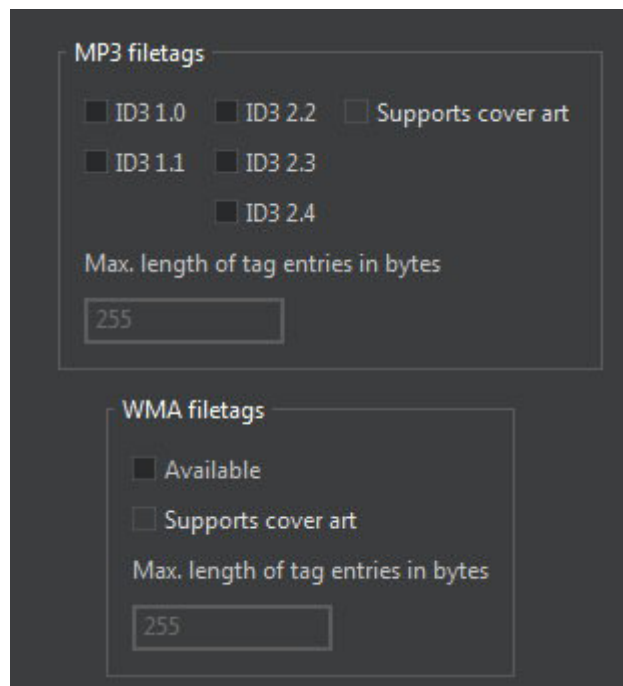 MP3 filetags
ID3 1.0 ID3 2.2 Supports cover art
ID3 1.1 ID3 2.3
ID3 2.4
Max. length of tag entries in bytes
255
WMA filetags
Available
Supports cover art
Max. length of tag entries in bytes
255